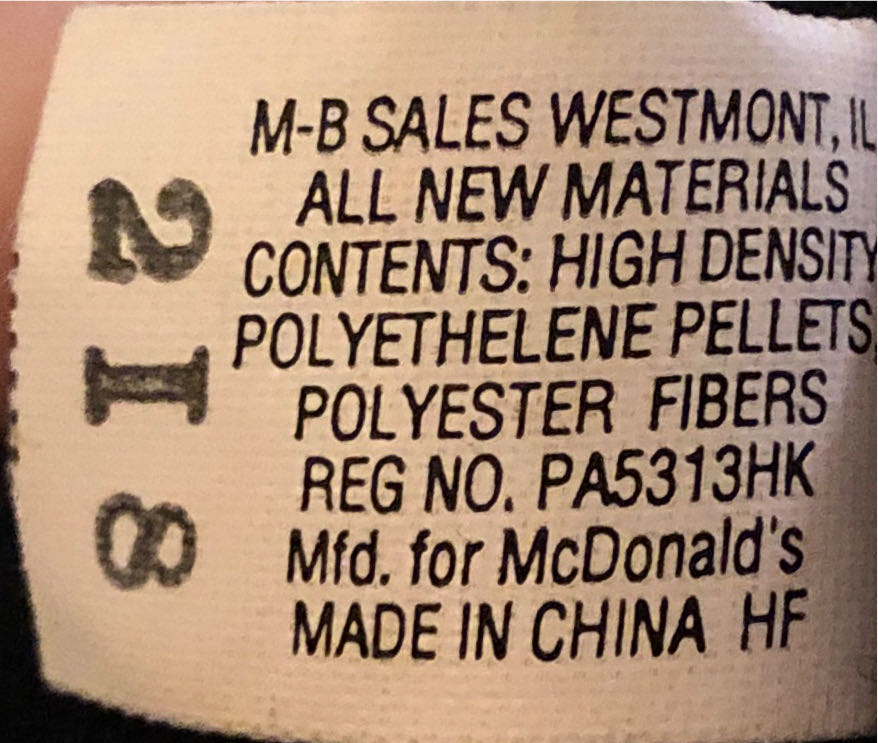 M-B SALES WESTMONT, IL
ALL NEW MATERIALS
CONTENTS: HIGH DENSITY
POLYETHELENE PELLETS,
POLYESTER FIBERS
REG NO. PA5313HK
Mfd. for McDonald's
MADE IN CHINA HF
218